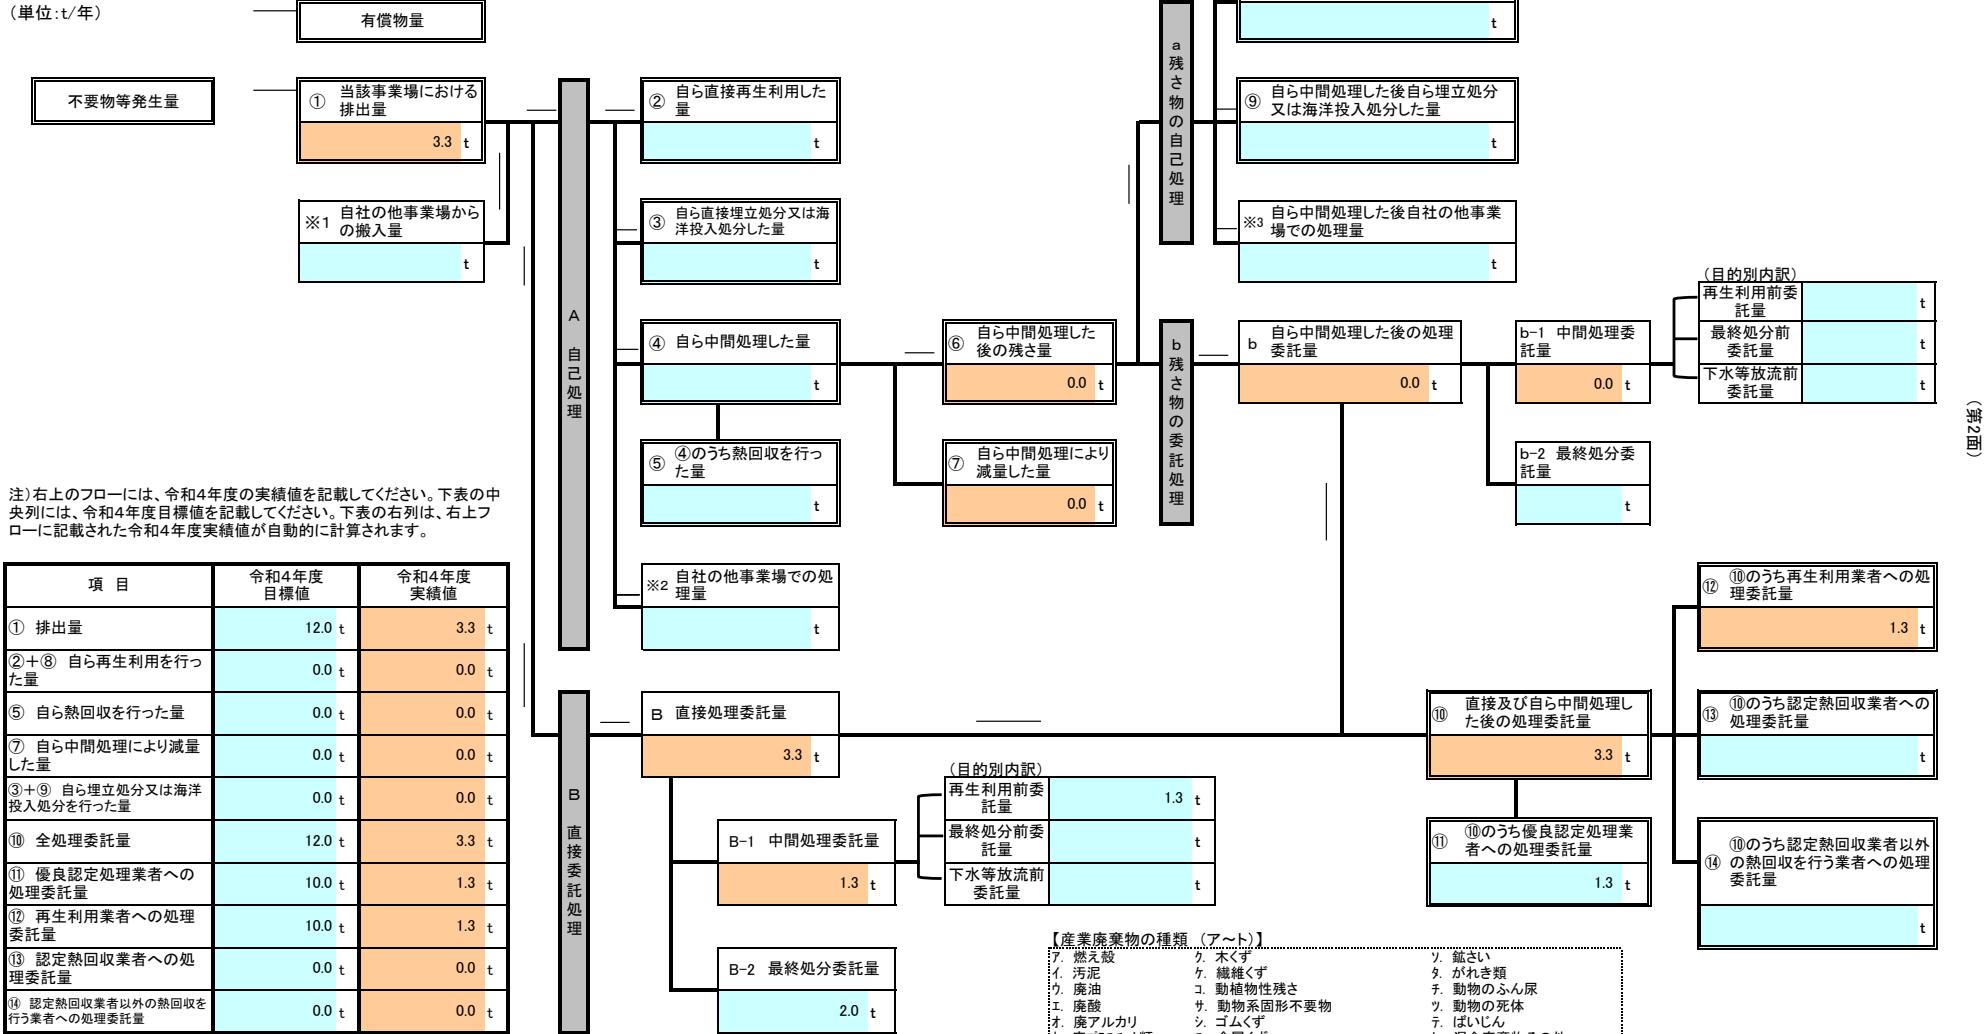 (単位:t/年)
有償物量
不要物等発生量
① 当該事業場における
排出量
3.3 t
※1 自社の他事業場から
の搬入量
t
A
自己処理
② 自ら直接再生利用した
量
t
③ 自ら直接埋立処分又は海
洋投入処分した量
t
④ 自ら中間処理した量
t
⑤ ④のうち熱回収を行っ
た量
t
※2 自社の他事業場での処
理量
t
⑥ 自ら中間処理した
後の残さ量
0.0 t
⑦ 自ら中間処理により
減量した量
0.0 t
a
残さ物の自己処理
t
⑨ 自ら中間処理した後自ら埋立処分
又は海洋投入処分した量
t
※3 自ら中間処理した後自社の他事業
場での処理量
t
b
残さ物の委託処理
b 自ら中間処理した後の処理
委託量
0.0 t
b-1 中間処理委
託量
0.0 t
b-2 最終処分委
託量
t
(目的別内訳)
再生利用前委
託量
t
最終処分前
委託量
t
下水等放流前
委託量
t
(第2面)
注)右上のフローには、令和4年度の実績値を記載してください。下表の中
央列には、令和4年度目標値を記載してください。下表の右列は、右上フ
ローに記載された令和4年度実績値が自動的に計算されます。
項 目 令和4年度
目標値 令和4年度
実績値
① 排出量 12.0 t 3.3 t
②+⑧ 自ら再生利用を行っ
た量 0.0 t 0.0 t
⑤ 自ら熱回収を行った量 0.0 t 0.0 t
⑦ 自ら中間処理により減量
した量 0.0 t 0.0 t
③+⑨ 自ら埋立処分又は海洋
投入処分を行った量 0.0 t 0.0 t
⑩ 全処理委託量 12.0 t 3.3 t
⑪ 優良認定処理業者への
処理委託量 10.0 t 1.3 t
⑫ 再生利用業者への処理
委託量 10.0 t 1.3 t
⑬ 認定熱回収業者への処
理委託量 0.0 t 0.0 t
⑭ 認定熱回収業者以外の熱回収を
行う業者への処理委託量 0.0 t 0.0 t
B
直接委託処理
B 直接処理委託量
3.3 t
B-1 中間処理委託量
1.3 t
B-2 最終処分委託量
2.0 t
(目的別内訳)
再生利用前委
託量
1.3 t
最終処分前委
託量
t
下水等放流前
委託量
t
⑩ 直接及び自ら中間処理し
た後の処理委託量
3.3 t
⑪ ⑩のうち優良認定処理業
者への処理委託量
1.3 t
⑫ ⑩のうち再生利用業者への処
理委託量
1.3 t
⑬ ⑩のうち認定熱回収業者への
処理委託量
t
⑭ ⑩のうち認定熱回収業者以外
の熱回収を行う業者への処理
委託量
t
【産業廃棄物の種類 (ア~ト)】
ア. 燃え殻 ク. 木くず ソ. 鉱さい
イ. 汚泥 ケ. 繊維くず タ. がれき類
ウ. 廃油 コ. 動植物性残さ チ. 動物のふん尿
エ. 廃酸 サ. 動物系固形不要物 ツ. 動物の死体
オ. 廃アルカリ シ. ゴムくず テ. ばいじん